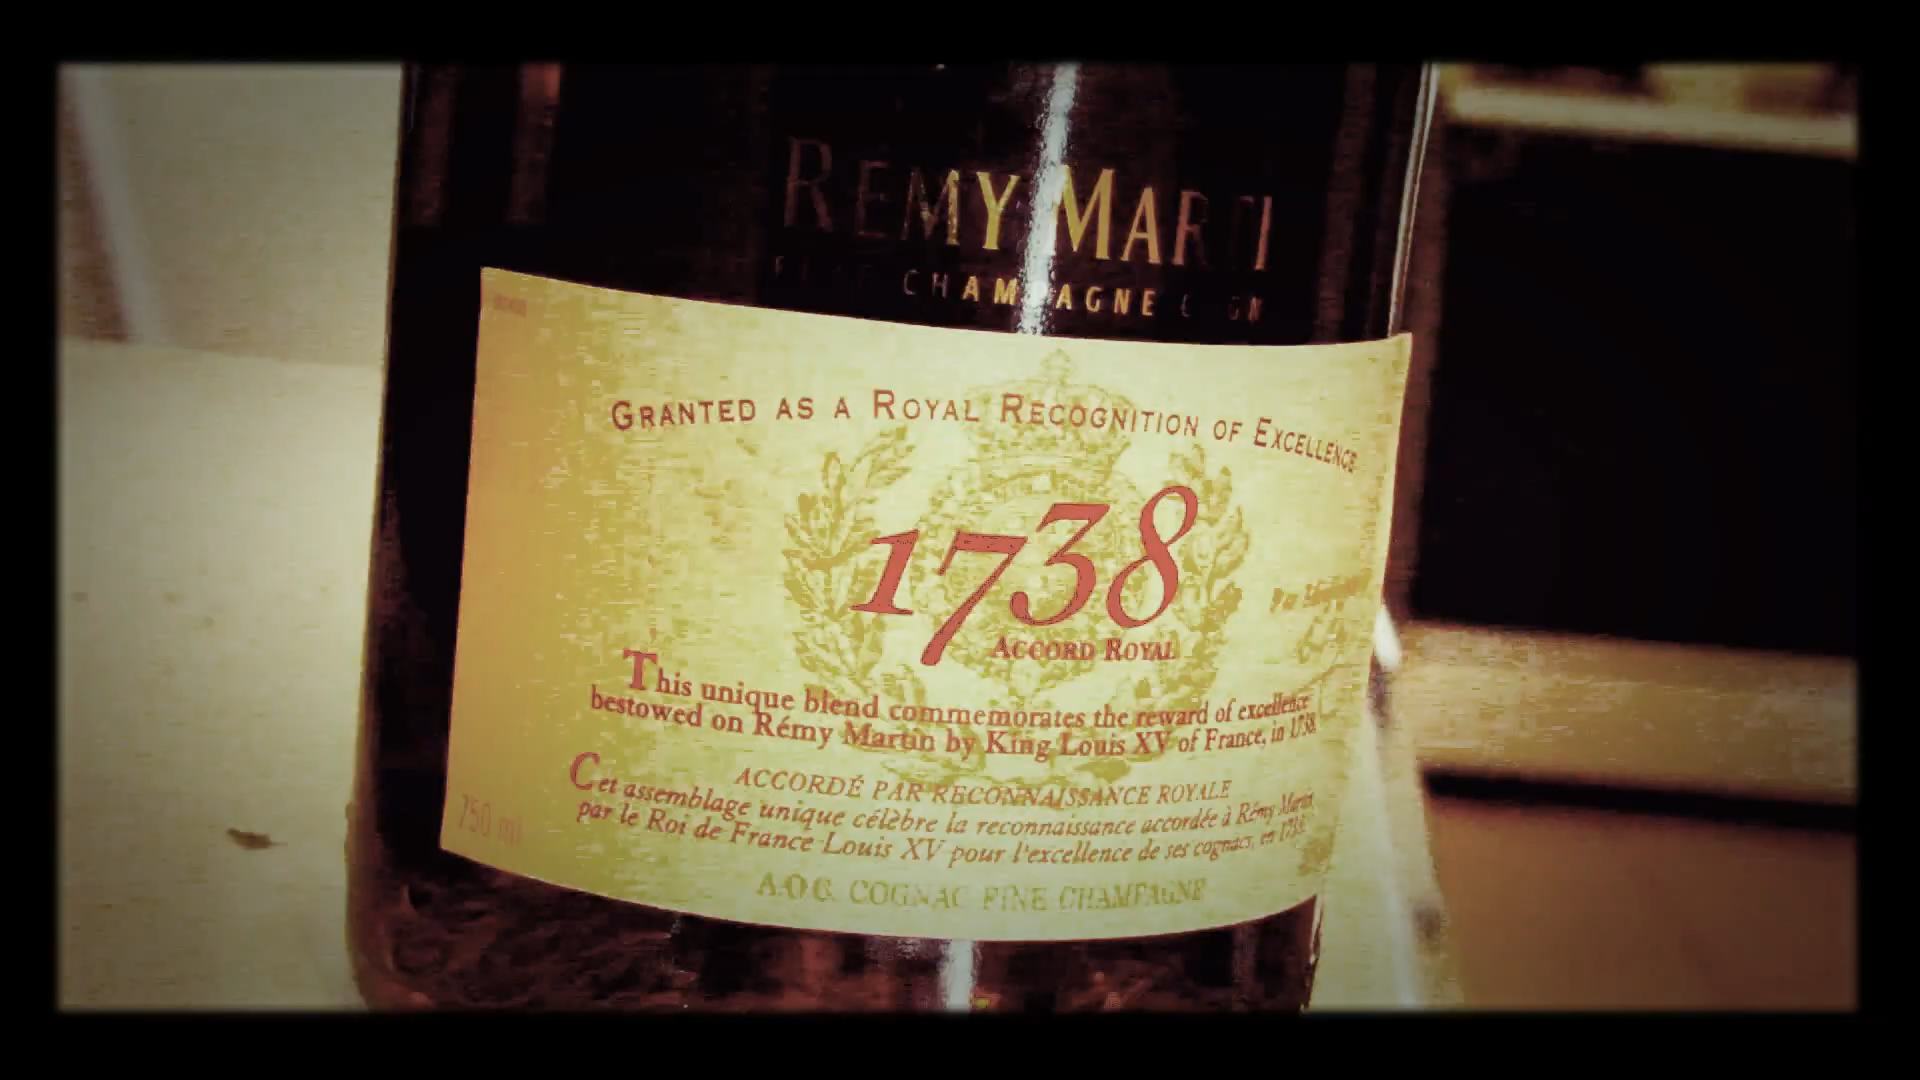 RÉMY MARTI
CHAMPAGNE
GRANTED AS A ROYAL RECOGNITION OF EXCELLENCE
1738
ACCORD ROYAL
This unique blend commemorates the reward of excellence
bestowed on Rémy Martin by King Louis XV of France, in 1738.
ACCORDÉ PAR RECONNAISSANCE ROYALE
Cet assemblage unique célèbre la reconnaissance accordée à Rémy Martin
par le Roi de France Louis XV pour l'excellence de ses cognacs, en 1738.
750 ml
A.O.C. COGNAC FINE CHAMPAGNE